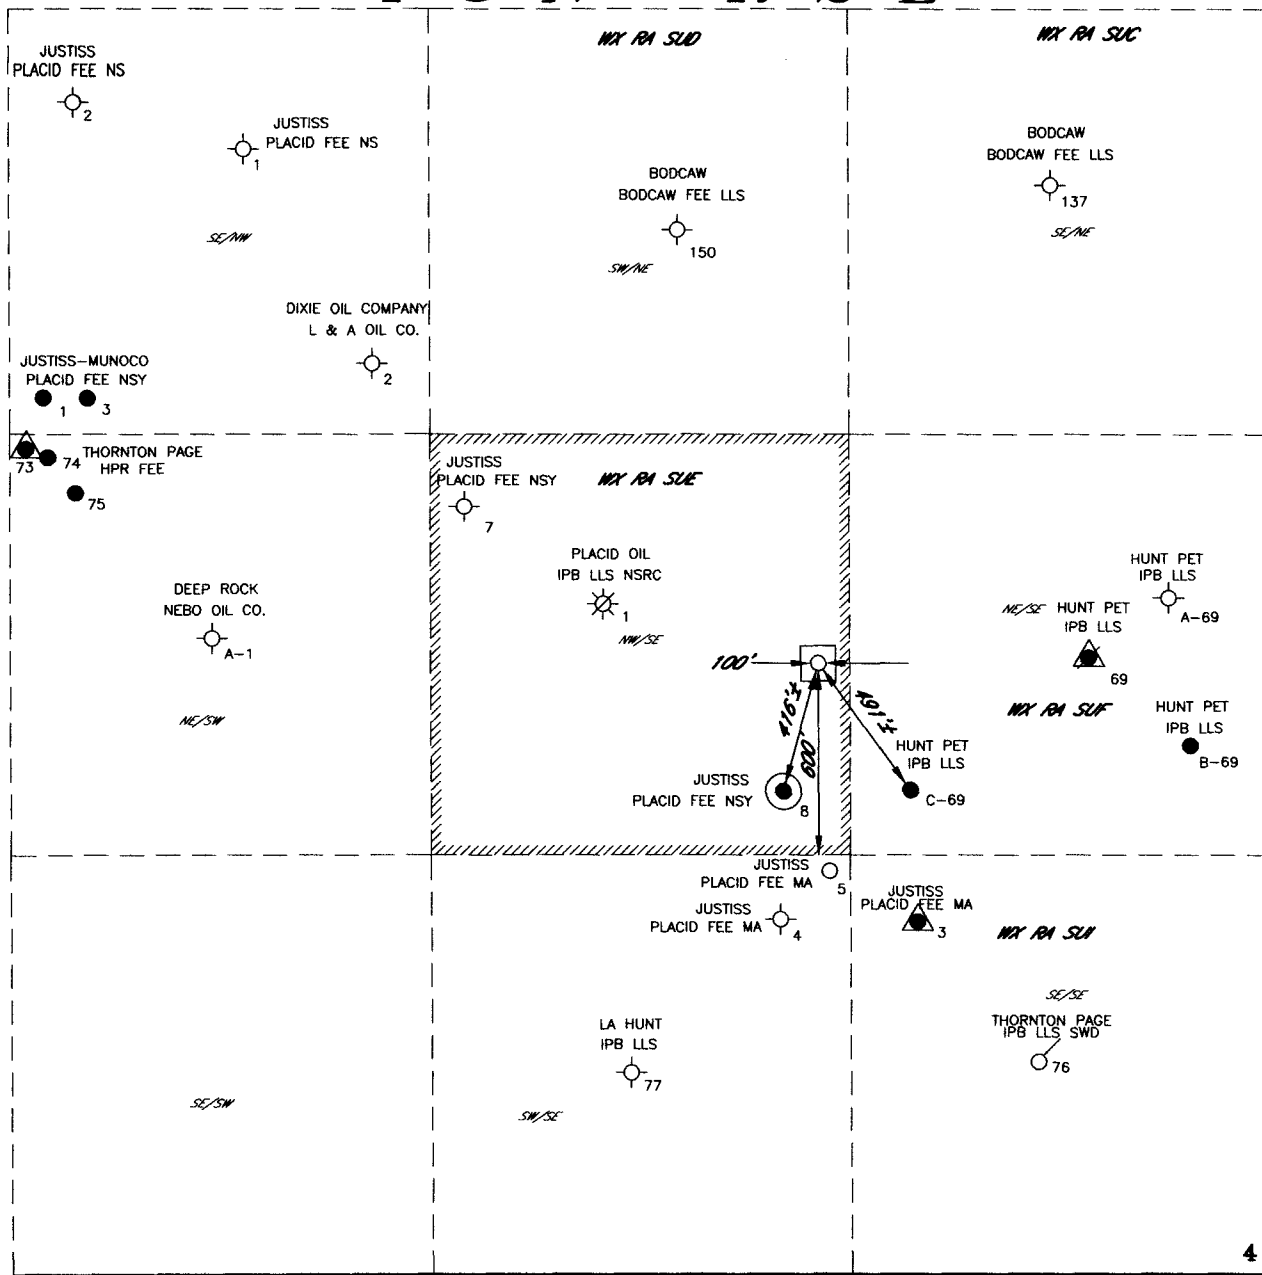 WX RA SUD
WX RA SUC
JUSTISS
PLACID FEE NS
2
JUSTISS
PLACID FEE NS
1
BODCAW
BODCAW FEE LLS
137
BODCAW
BODCAW FEE LLS
150
SE/NW
SW/NE
SE/NE
DIXIE OIL COMPANY
L & A OIL CO.
2
JUSTISS-MUNOCO
PLACID FEE NSY
1
3
73
74
THORNTON PAGE
HPR FEE
75
JUSTISS
PLACID FEE NSY
7
WX RA SUE
PLACID OIL
IPB LLS NSRC
1
NW/SE
DEEP ROCK
NEBO OIL CO.
A-1
NE/SW
HUNT PET
IPB LLS
A-69
NE/SE
HUNT PET
IPB LLS
69
WX RA SUF
HUNT PET
IPB LLS
B-69
100'
416'±
600'
491'±
HUNT PET
IPB LLS
C-69
JUSTISS
PLACID FEE NSY
8
JUSTISS
PLACID FEE MA
5
JUSTISS
PLACID FEE MA
4
JUSTISS
PLACID FEE MA
3
WX RA SUI
SE/SE
THORNTON PAGE
IPB LLS SWD
76
LA HUNT
IPB LLS
77
SE/SW
SW/SE
4